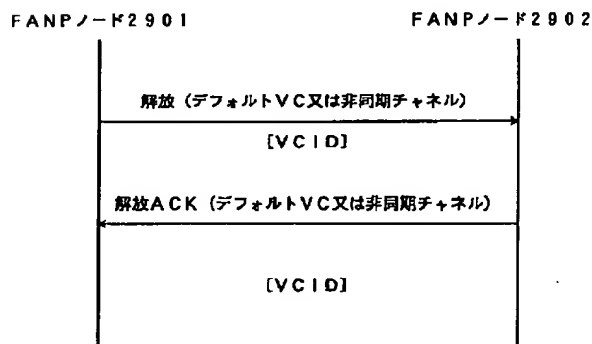 FANPノード2901
FANPノード2902
解放（デフォルトVC又は非同期チャネル）
[VCID]
解放ACK（デフォルトVC又は非同期チャネル）
[VCID]